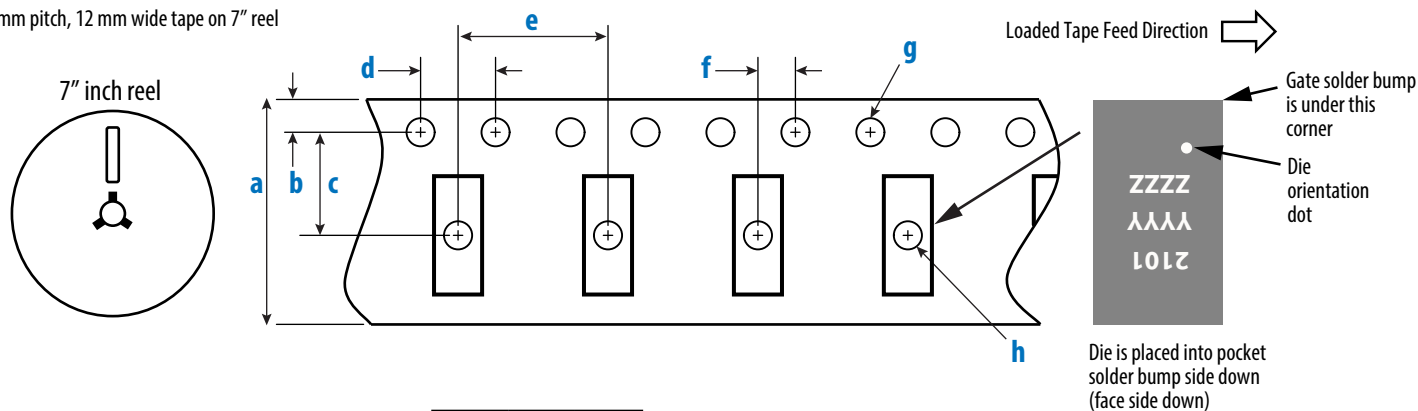 mm pitch, 12 mm wide tape on 7” reel
7” inch reel
a
b
c
d
e
f
g
h
Loaded Tape Feed Direction
Gate solder bump
is under this
corner
Die
orientation
dot
ZZZZ
YYYY
2101
Die is placed into pocket
solder bump side down
(face side down)